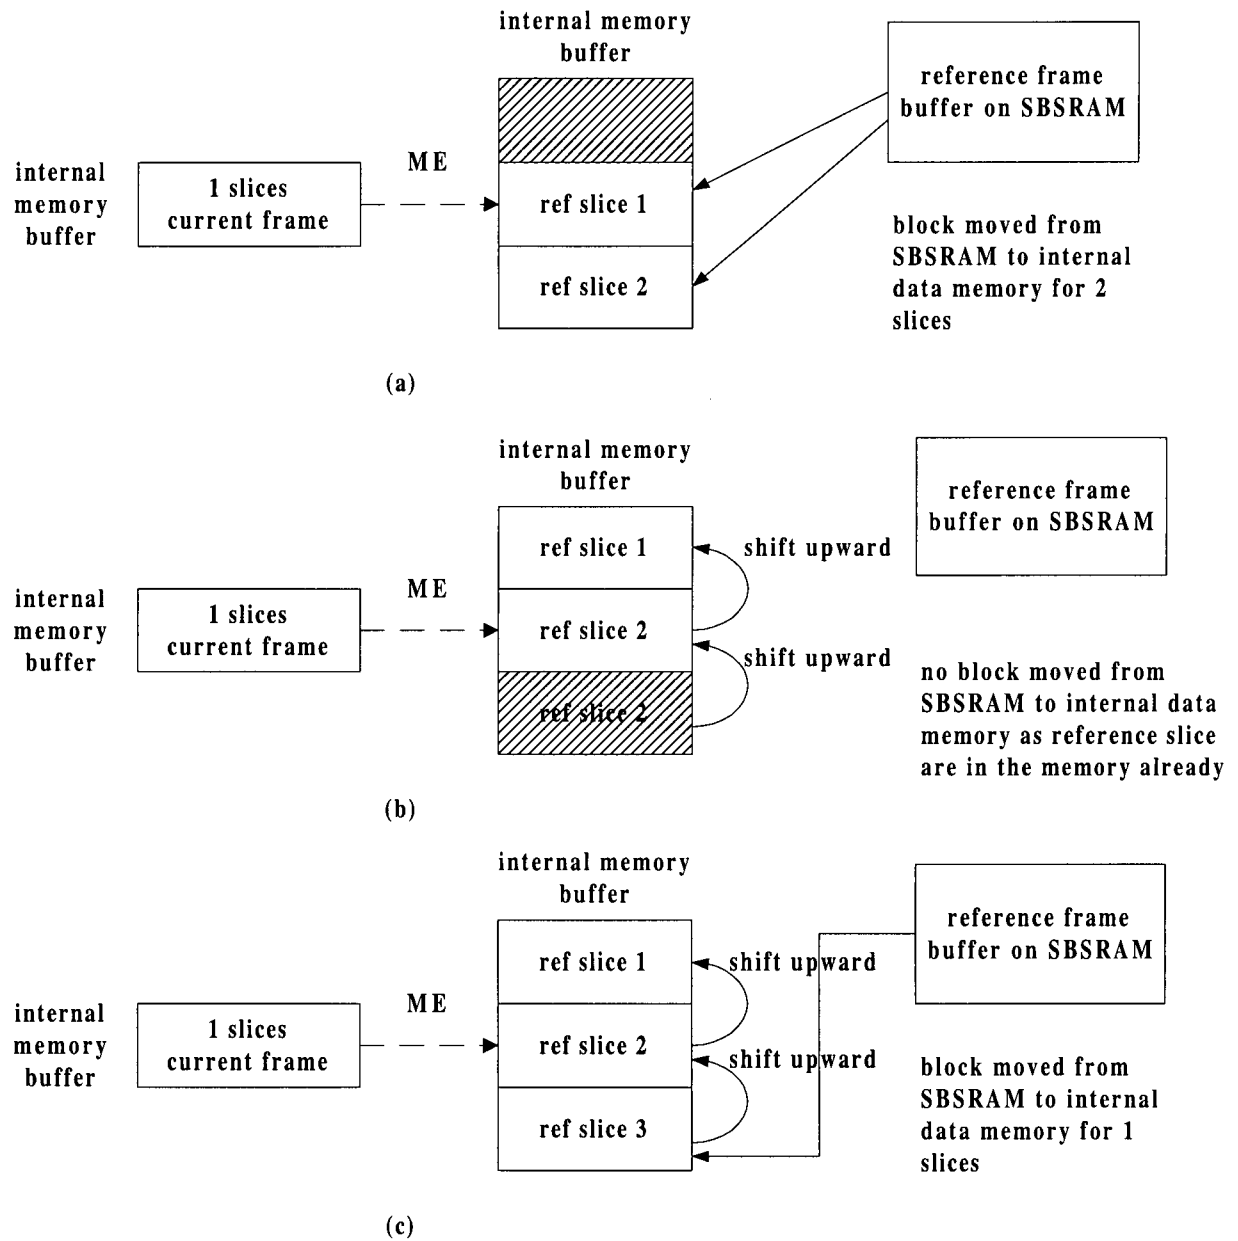 internal memory
buffer
reference frame
buffer on SBSRAM
internal
memory
buffer
1 slices
current frame
ME
ref slice 1
ref slice 2
block moved from
SBSRAM to internal
data memory for 2
slices
(a)
internal memory
buffer
reference frame
buffer on SBSRAM
internal
memory
buffer
1 slices
current frame
ME
ref slice 1
shift upward
ref slice 2
shift upward
ref slice 2
no block moved from
SBSRAM to internal data
memory as reference slice
are in the memory already
(b)
internal memory
buffer
reference frame
buffer on SBSRAM
internal
memory
buffer
1 slices
current frame
ME
ref slice 1
shift upward
ref slice 2
shift upward
ref slice 3
block moved from
SBSRAM to internal
data memory for 1
slices
(c)